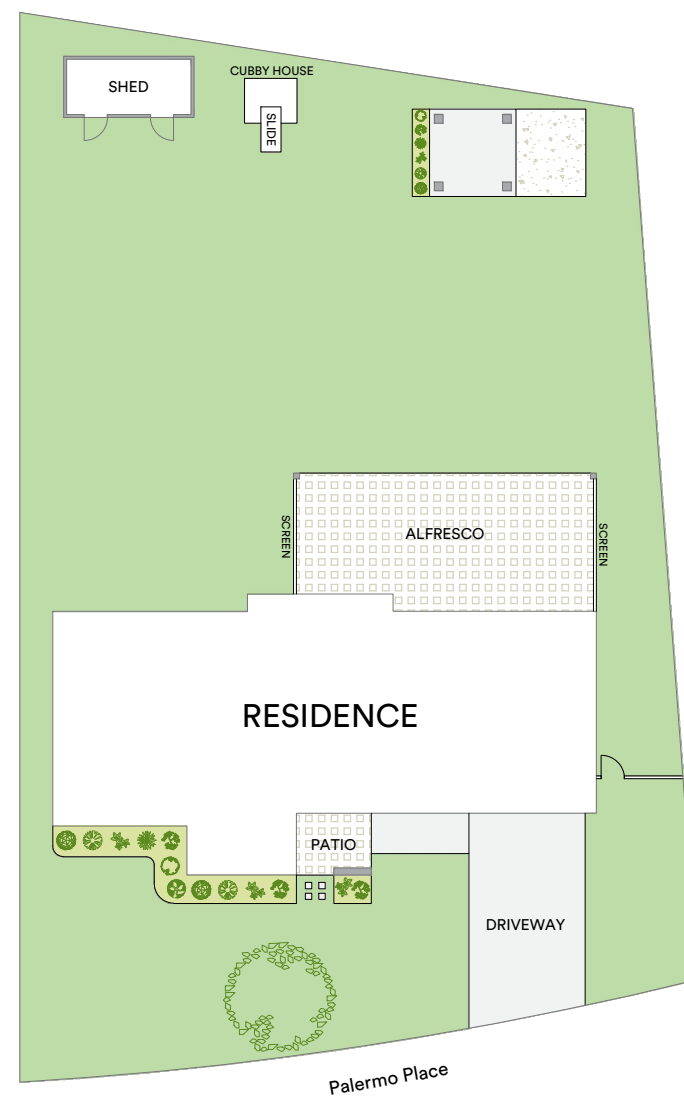 SHED
CUBBY HOUSE
SLIDE
SCREEN
ALFRESCO
SCREEN
RESIDENCE
PATIO
DRIVEWAY
Palermo Place